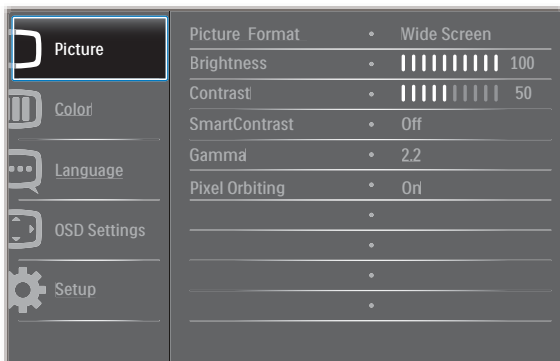 Picture
Color
Language
OSD Settings
Setup
Picture Format • Wide Screen
Brightness • 100
Contrast • 50
SmartContrast • Off
Gamma • 2.2
Pixel Orbiting • On
•
•
•
•